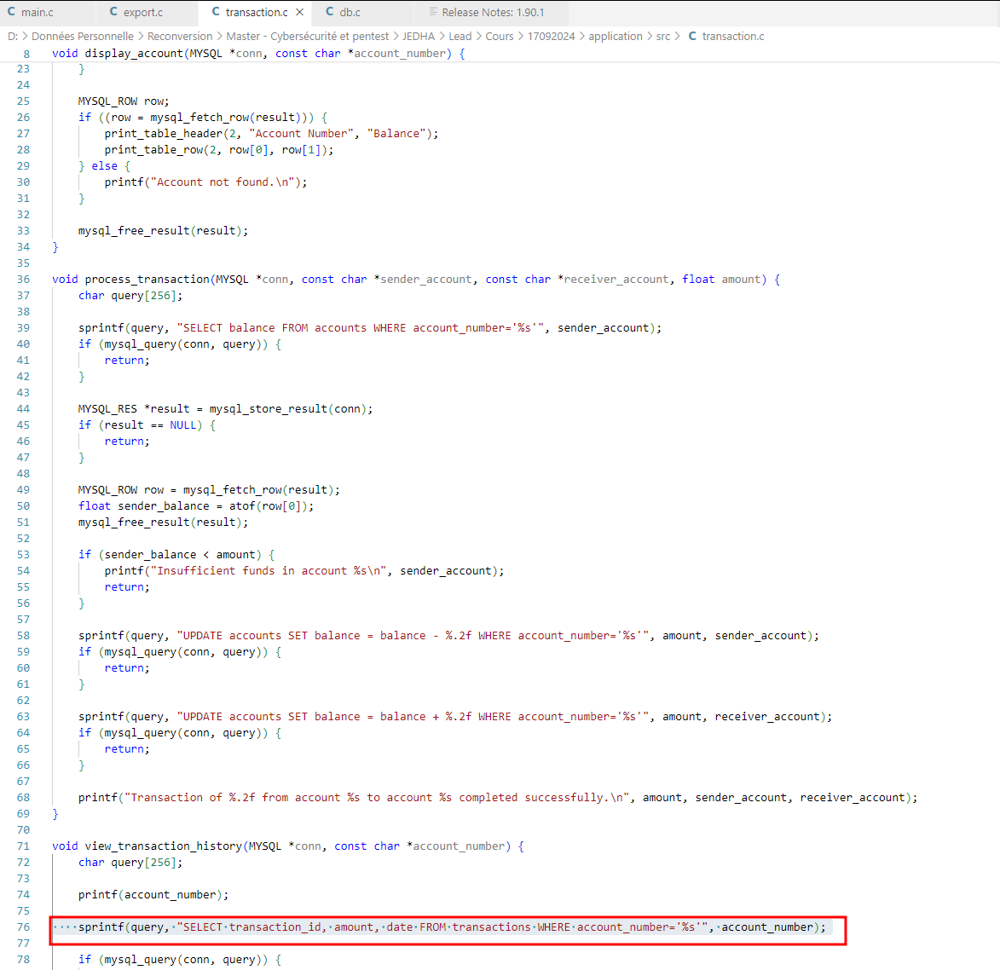 C main.c C export.c C transaction.c × C db.c Release Notes: 1.90.1
D: > Données Personnelle > Reconversion > Master - Cybersécurité et pentest > JEDHA > Lead > Cours > 17092024 > application > src > C transaction.c
8 void display_account(MYSQL *conn, const char *account_number) {
23 }
24
25 MYSQL_ROW row;
26 if ((row = mysql_fetch_row(result))) {
27 print_table_header(2, "Account Number", "Balance");
28 print_table_row(2, row[0], row[1]);
29 } else {
30 printf("Account not found.\n");
31 }
32
33 mysql_free_result(result);
34 }
35
36 void process_transaction(MYSQL *conn, const char *sender_account, const char *receiver_account, float amount) {
37 char query[256];
38
39 sprintf(query, "SELECT balance FROM accounts WHERE account_number='%s'", sender_account);
40 if (mysql_query(conn, query)) {
41 return;
42 }
43
44 MYSQL_RES *result = mysql_store_result(conn);
45 if (result == NULL) {
46 return;
47 }
48
49 MYSQL_ROW row = mysql_fetch_row(result);
50 float sender_balance = atof(row[0]);
51 mysql_free_result(result);
52
53 if (sender_balance < amount) {
54 printf("Insufficient funds in account %s\n", sender_account);
55 return;
56 }
57
58 sprintf(query, "UPDATE accounts SET balance = balance - %.2f WHERE account_number='%s'", amount, sender_account);
59 if (mysql_query(conn, query)) {
60 return;
61 }
62
63 sprintf(query, "UPDATE accounts SET balance = balance + %.2f WHERE account_number='%s'", amount, receiver_account);
64 if (mysql_query(conn, query)) {
65 return;
66 }
67
68 printf("Transaction of %.2f from account %s to account %s completed successfully.\n", amount, sender_account, receiver_account);
69 }
70
71 void view_transaction_history(MYSQL *conn, const char *account_number) {
72 char query[256];
73
74 printf(account_number);
75
76 sprintf(query, "SELECT transaction_id, amount, date FROM transactions WHERE account_number='%s'", account_number);
77
78 if (mysql_query(conn, query)) {